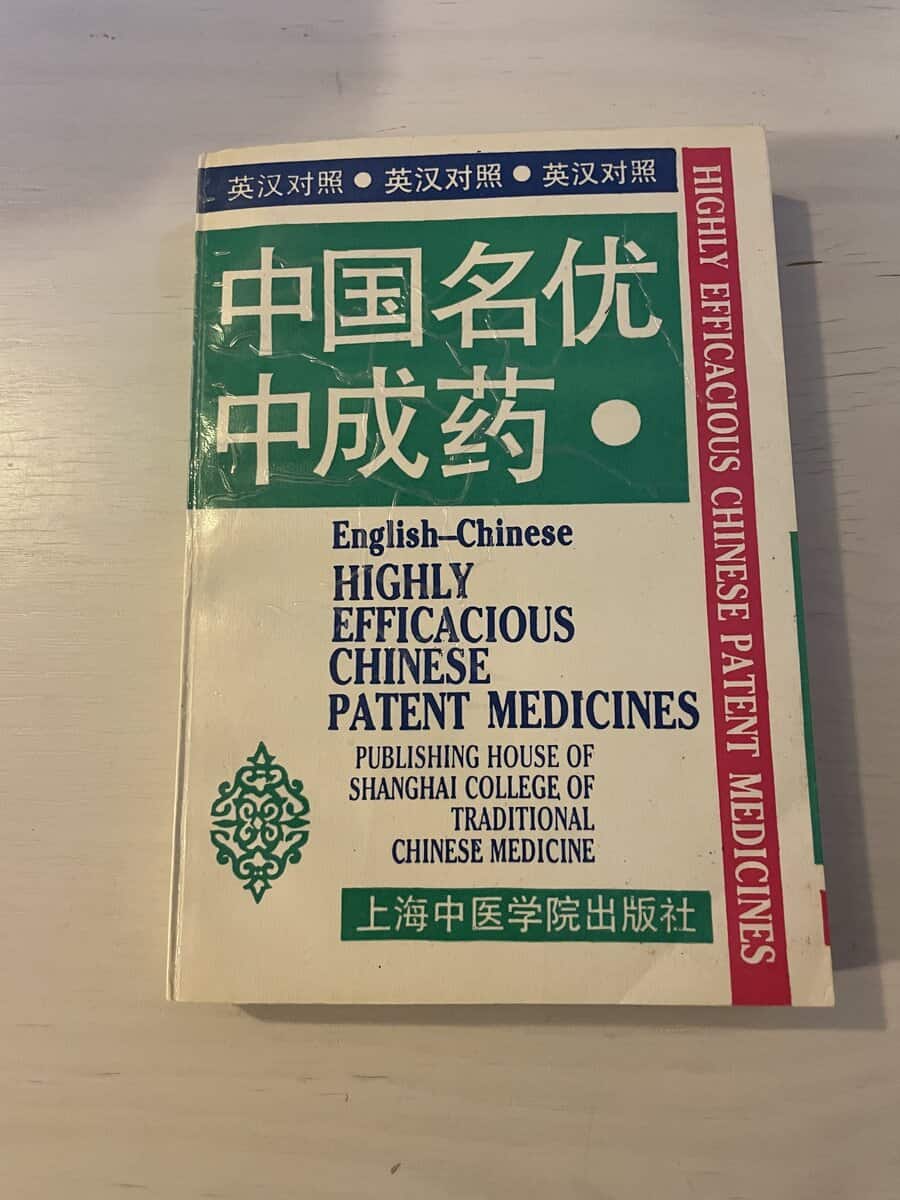 英汉对照 • 英汉对照 • 英汉对照
中国名优
中成药 •
English–Chinese
HIGHLY
EFFICACIOUS
CHINESE
PATENT MEDICINES
PUBLISHING HOUSE OF
SHANGHAI COLLEGE OF
TRADITIONAL
CHINESE MEDICINE
上海中医学院出版社
HIGHLY EFFICACIOUS CHINESE PATENT MEDICINES